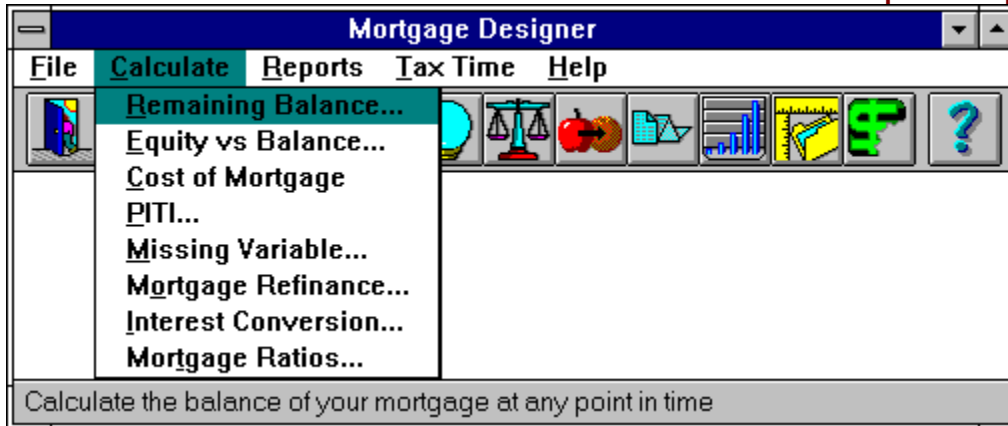 Mortgage Designer
File Calculate Reports Tax Time Help
Remaining Balance...
Equity vs Balance...
Cost of Mortgage
PITI...
Missing Variable...
Mortgage Refinance...
Interest Conversion...
Mortgage Ratios...
?
Calculate the balance of your mortgage at any point in time